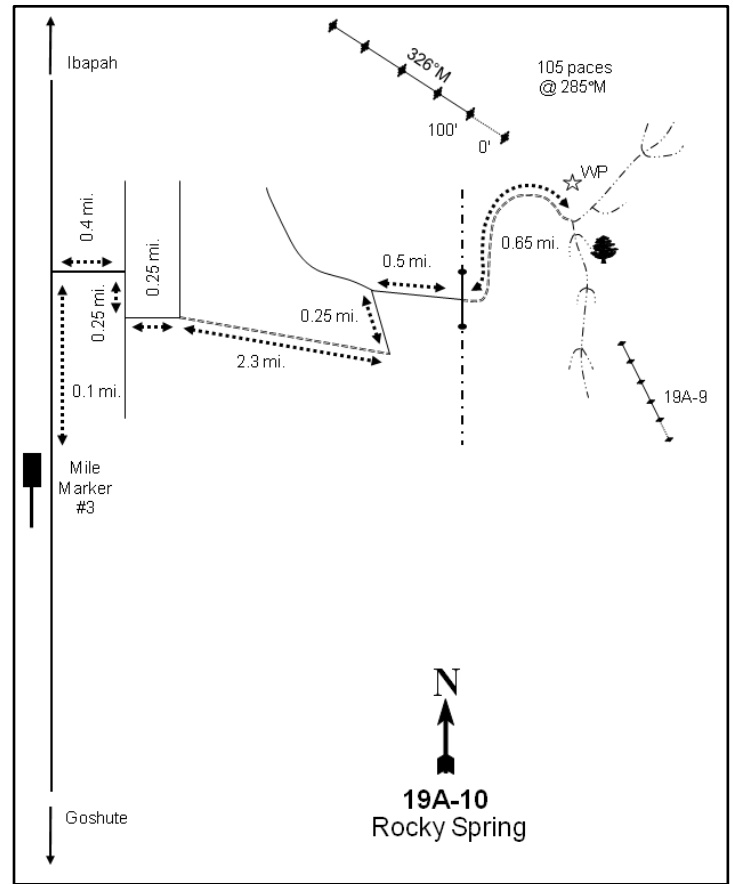 Ibapah
326°M
105 paces
@ 285°M
100'
0'
WP
0.4 mi.
0.25 mi.
0.5 mi.
0.65 mi.
0.25 mi.
0.25 mi.
2.3 mi.
0.1 mi.
19A-9
Mile
Marker
#3
N
19A-10
Rocky Spring
Goshute